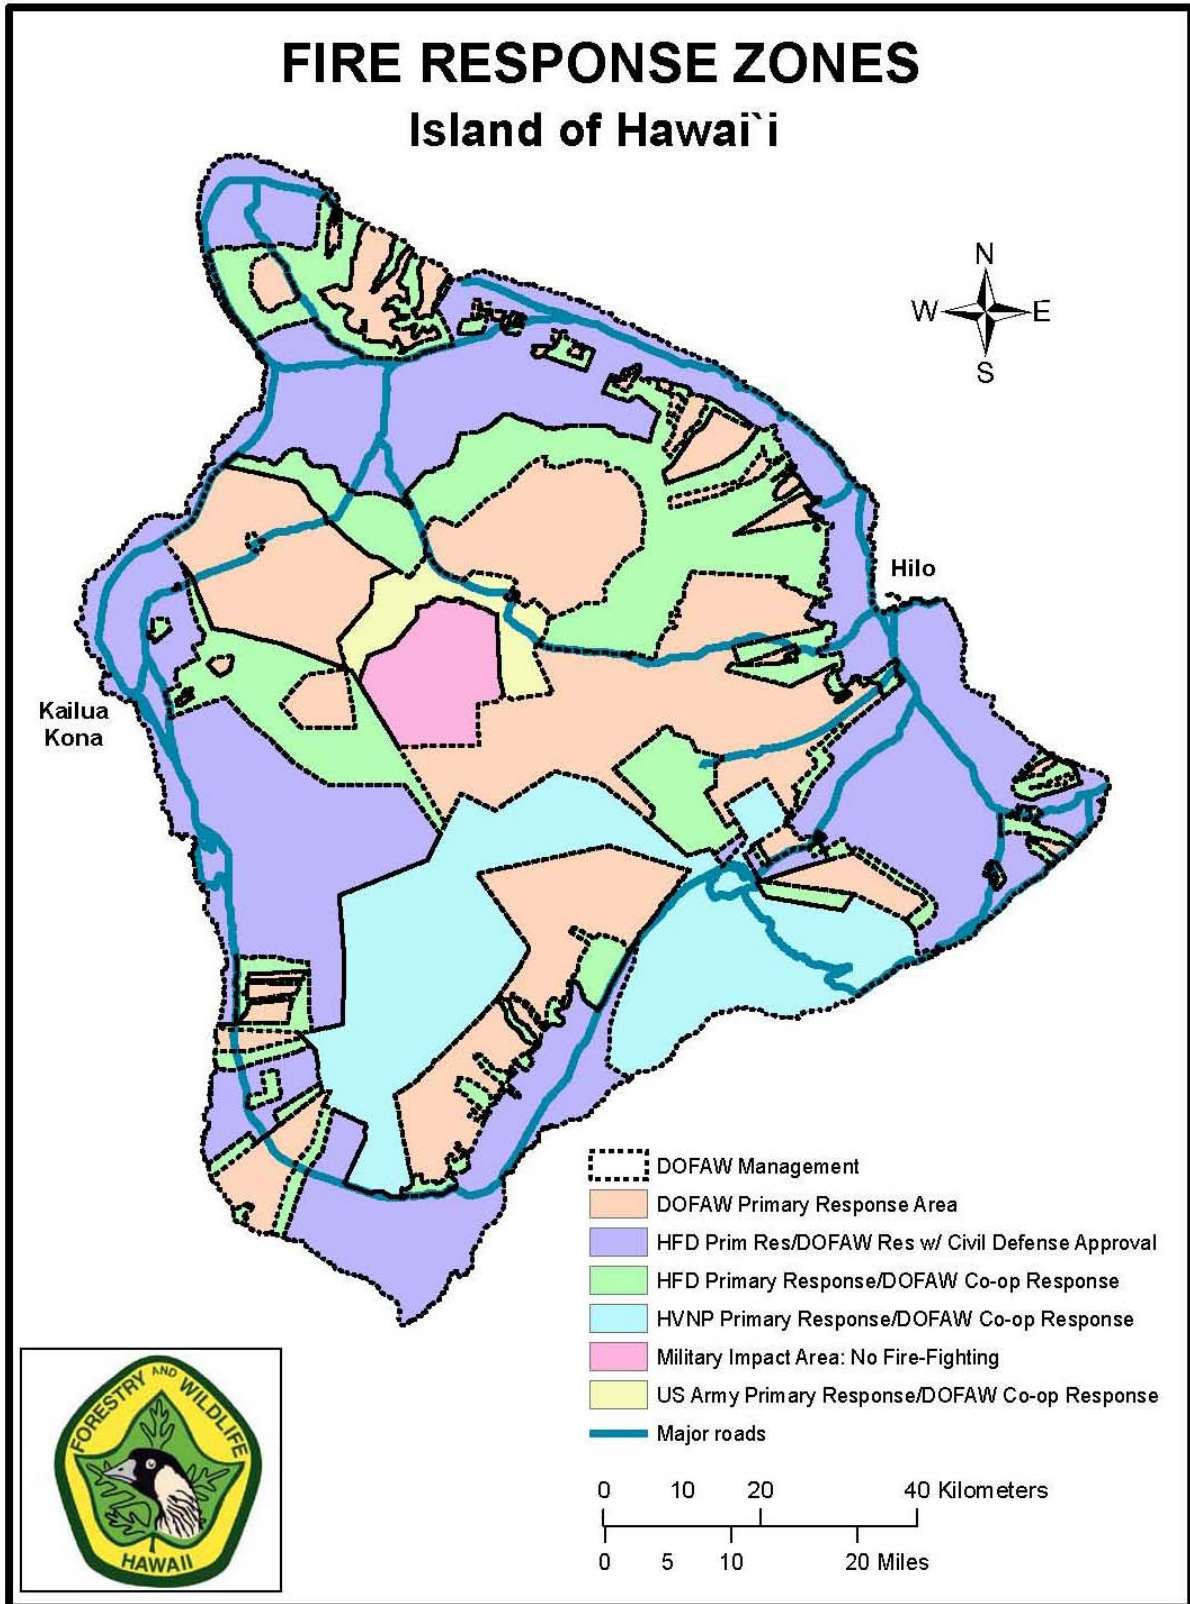 FIRE RESPONSE ZONES
Island of Hawai`i
N
W E
S
Hilo
Kailua
Kona
DOFAW Management
DOFAW Primary Response Area
HFD Prim Res/DOFAW Res w/ Civil Defense Approval
HFD Primary Response/DOFAW Co-op Response
HVNP Primary Response/DOFAW Co-op Response
Military Impact Area: No Fire-Fighting
US Army Primary Response/DOFAW Co-op Response
Major roads
0 10 20 40 Kilometers
0 5 10 20 Miles
FORESTRY AND WILDLIFE
HAWAII